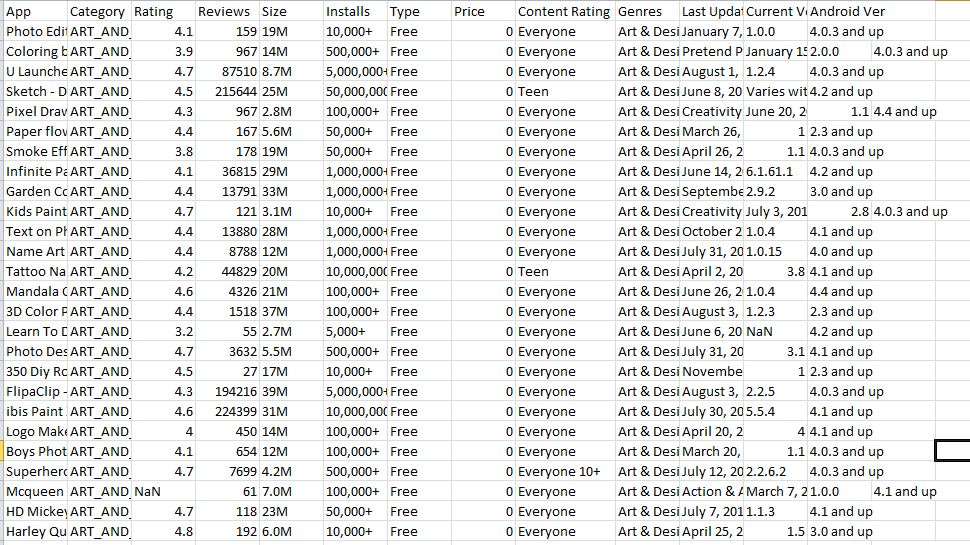 App Category Rating Reviews Size Installs Type Price Content Rating Genres Last Updat Current Ve Android Ver
Photo Edit ART_AND_ 4.1 159 19M 10,000+ Free 0 Everyone Art & Desi January 7, 1.0.0 4.0.3 and up
Coloring b ART_AND_ 3.9 967 14M 500,000+ Free 0 Everyone Art & Desi Pretend P January 15 2.0.0 4.0.3 and up
U Launche ART_AND_ 4.7 87510 8.7M 5,000,000+ Free 0 Everyone Art & Desi August 1, 1.2.4 4.0.3 and up
Sketch - D ART_AND_ 4.5 215644 25M 50,000,000 Free 0 Teen Art & Desi June 8, 20 Varies wit 4.2 and up
Pixel Draw ART_AND_ 4.3 967 2.8M 100,000+ Free 0 Everyone Art & Desi Creativity June 20, 2 1.1 4.4 and up
Paper flow ART_AND_ 4.4 167 5.6M 50,000+ Free 0 Everyone Art & Desi March 26, 1 2.3 and up
Smoke Eff ART_AND_ 3.8 178 19M 50,000+ Free 0 Everyone Art & Desi April 26, 2 1.1 4.0.3 and up
Infinite Pa ART_AND_ 4.1 36815 29M 1,000,000+ Free 0 Everyone Art & Desi June 14, 2 6.1.61.1 4.2 and up
Garden Co ART_AND_ 4.4 13791 33M 1,000,000+ Free 0 Everyone Art & Desi Septembe 2.9.2 3.0 and up
Kids Paint ART_AND_ 4.7 121 3.1M 10,000+ Free 0 Everyone Art & Desi Creativity July 3, 201 2.8 4.0.3 and up
Text on Ph ART_AND_ 4.4 13880 28M 1,000,000+ Free 0 Everyone Art & Desi October 2 1.0.4 4.1 and up
Name Art ART_AND_ 4.4 8788 12M 1,000,000+ Free 0 Everyone Art & Desi July 31, 20 1.0.15 4.0 and up
Tattoo Na ART_AND_ 4.2 44829 20M 10,000,000 Free 0 Teen Art & Desi April 2, 20 3.8 4.1 and up
Mandala C ART_AND_ 4.6 4326 21M 100,000+ Free 0 Everyone Art & Desi June 26, 2 1.0.4 4.4 and up
3D Color P ART_AND_ 4.4 1518 37M 100,000+ Free 0 Everyone Art & Desi August 3, 1.2.3 2.3 and up
Learn To D ART_AND_ 3.2 55 2.7M 5,000+ Free 0 Everyone Art & Desi June 6, 20 NaN 4.2 and up
Photo Des ART_AND_ 4.7 3632 5.5M 500,000+ Free 0 Everyone Art & Desi July 31, 20 3.1 4.1 and up
350 Diy Ro ART_AND_ 4.5 27 17M 10,000+ Free 0 Everyone Art & Desi Novembe 1 2.3 and up
FlipaClip - ART_AND_ 4.3 194216 39M 5,000,000+ Free 0 Everyone Art & Desi August 3, 2.2.5 4.0.3 and up
ibis Paint ART_AND_ 4.6 224399 31M 10,000,000 Free 0 Everyone Art & Desi July 30, 20 5.5.4 4.1 and up
Logo Make ART_AND_ 4 450 14M 100,000+ Free 0 Everyone Art & Desi April 20, 2 4 4.1 and up
Boys Phot ART_AND_ 4.1 654 12M 100,000+ Free 0 Everyone Art & Desi March 20, 1.1 4.0.3 and up
Superhero ART_AND_ 4.7 7699 4.2M 500,000+ Free 0 Everyone 10+ Art & Desi July 12, 20 2.2.6.2 4.0.3 and up
Mcqueen ART_AND_ NaN 61 7.0M 100,000+ Free 0 Everyone Art & Desi Action & A March 7, 2 1.0.0 4.1 and up
HD Mickey ART_AND_ 4.7 118 23M 50,000+ Free 0 Everyone Art & Desi July 7, 201 1.1.3 4.1 and up
Harley Qu ART_AND_ 4.8 192 6.0M 10,000+ Free 0 Everyone Art & Desi April 25, 2 1.5 3.0 and up